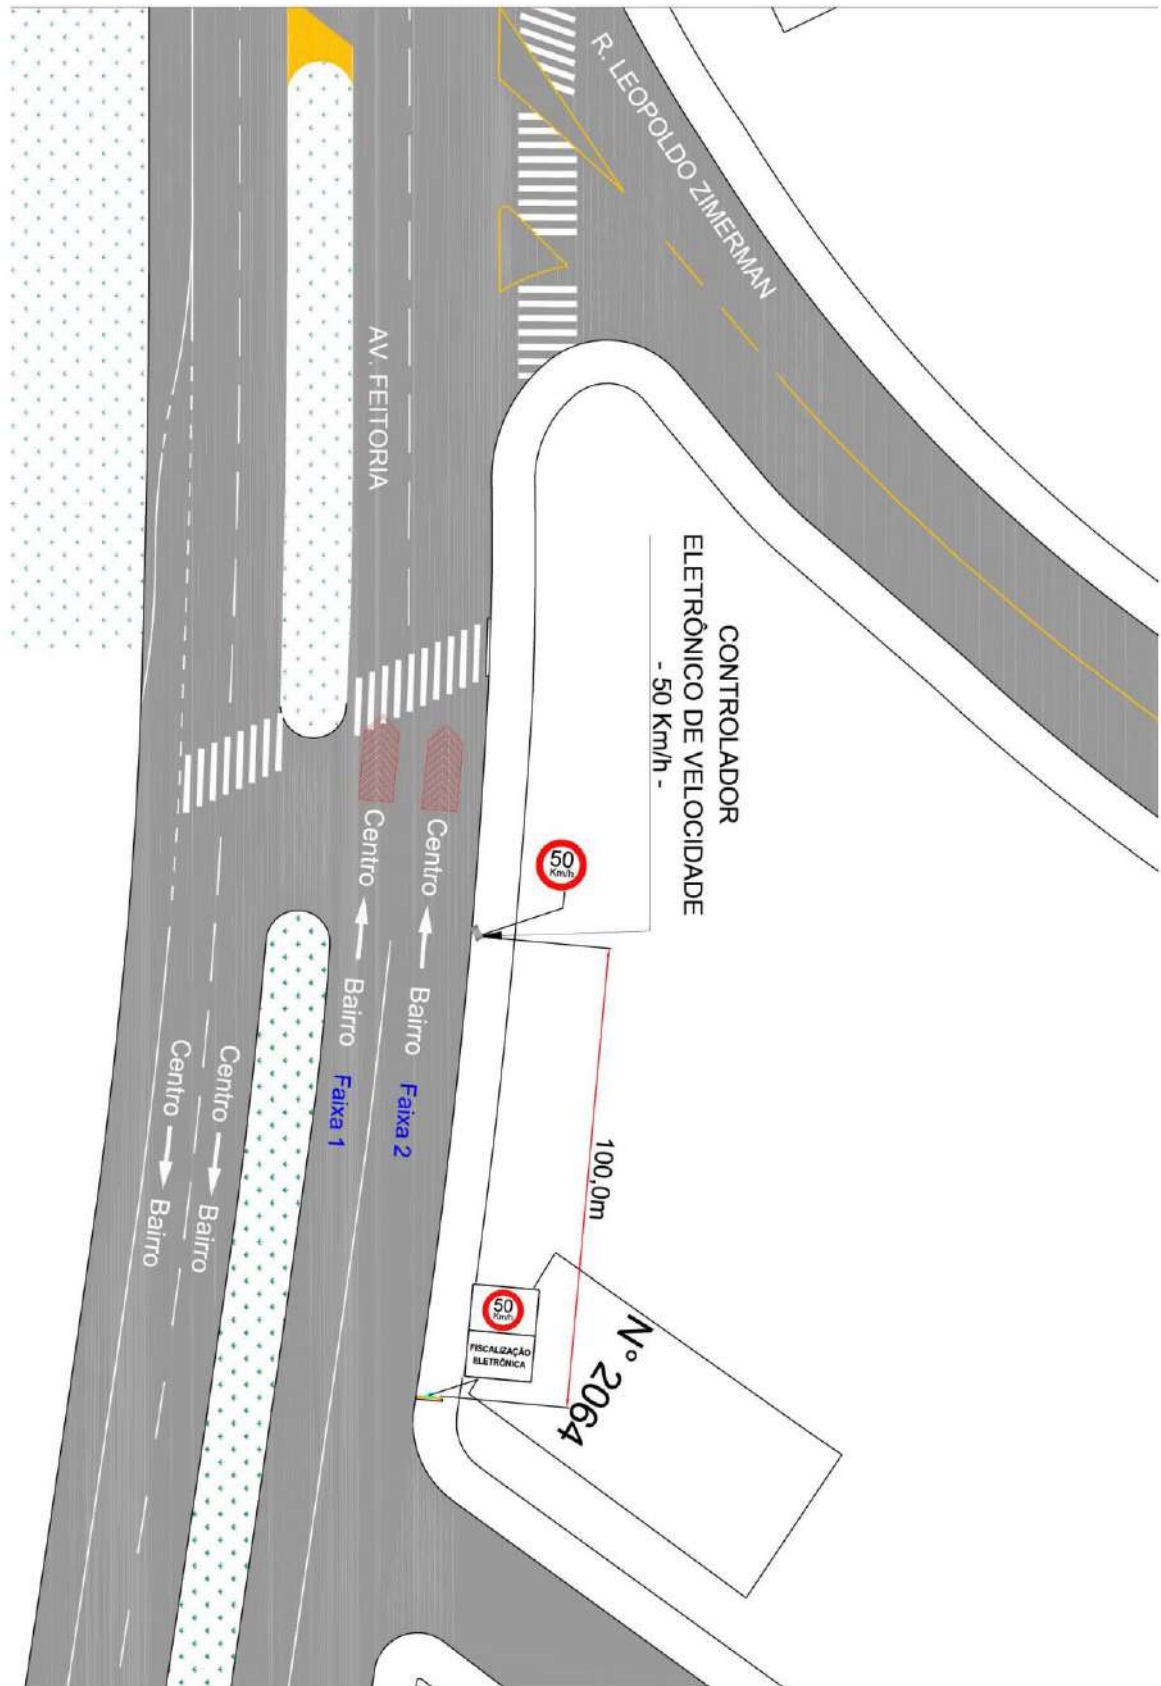 R. LEOPOLDO ZIMERMAN
AV. FEITORIA
CONTROLADOR
ELETRÔNICO DE VELOCIDADE
- 50 Km/h -
50
Km/h
Centro
Bairro
Faixa 2
Centro
Bairro
Faixa 1
Centro
Bairro
Centro
Bairro
100,0m
50
Km/h
FISCALIZAÇÃO
ELETRÔNICA
N° 2064